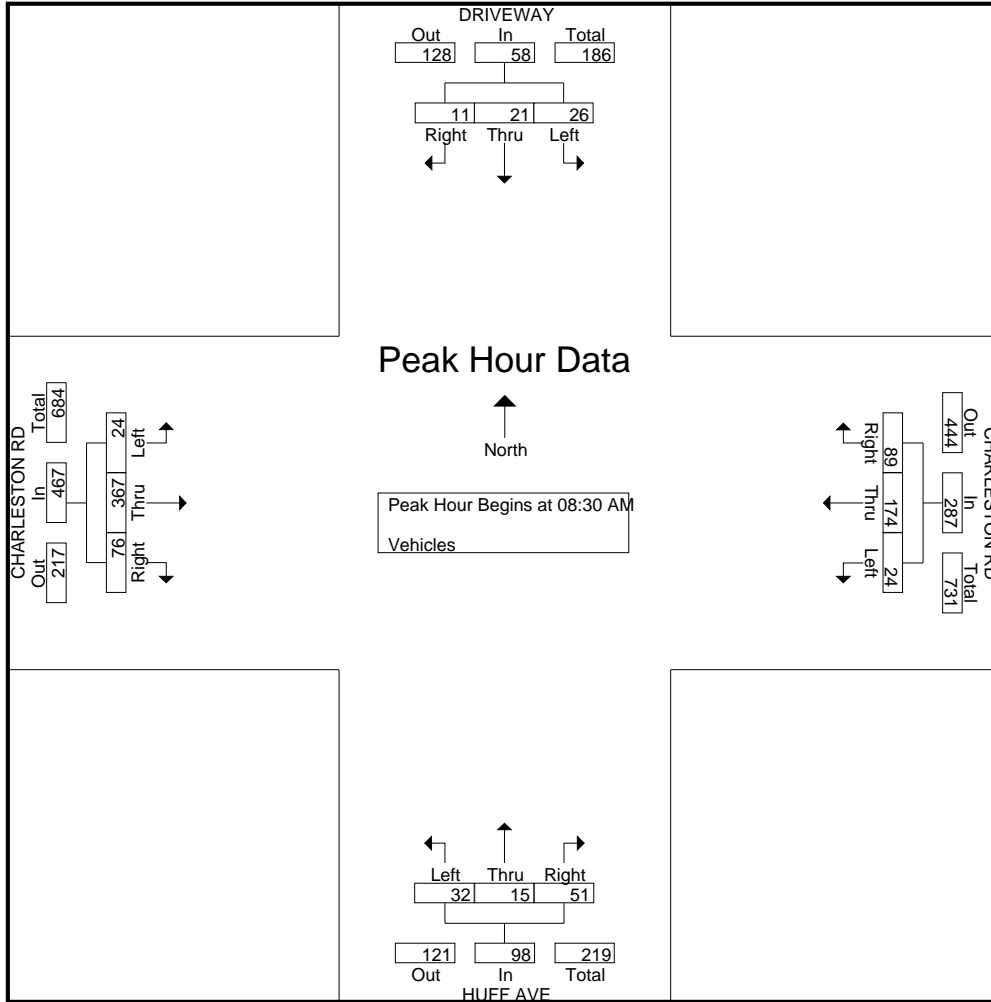 DRIVEWAY
Out In Total
128 58 186
11 21 26
Right Thru Left
Peak Hour Data
North
Peak Hour Begins at 08:30 AM
Vehicles
CHARLESTON RD
Out In Total
217 467 684
76 367 24
Right Thru Left
CHARLESTON RD
Out In Total
444 287 731
89 174 24
Right Thru Left
Left Thru Right
32 15 51
121 98 219
Out In Total
HUFF AVE